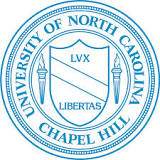 UNIVERSITY OF NORTH CAROLINA
LVX
LIBERTAS
CHAPEL HILL